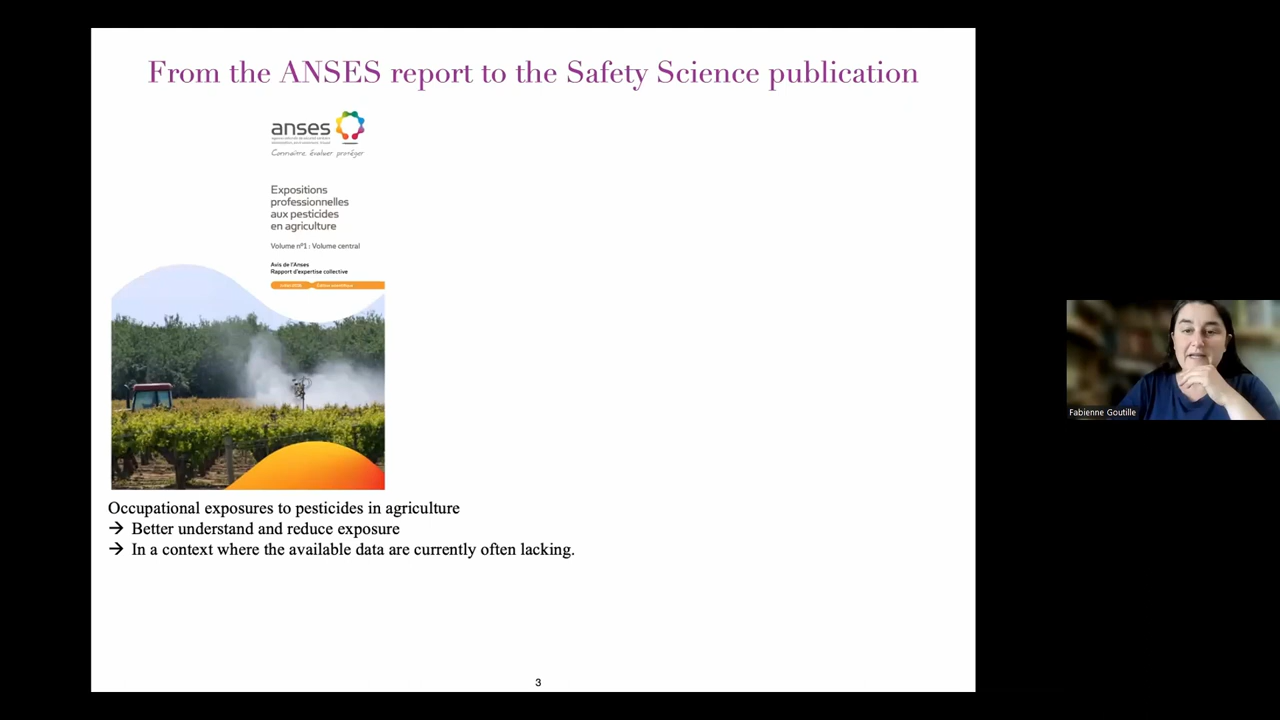 From the ANSES report to the Safety Science publication
anses
Connaître, évaluer, protéger
Expositions
professionnelles
aux pesticides
en agriculture
Volume n°1 : Volume central
Avis de l'Anses
Rapport d'expertise collective
Édition scientifique
Occupational exposures to pesticides in agriculture
→ Better understand and reduce exposure
→ In a context where the available data are currently often lacking.
3
Fabienne Goutille